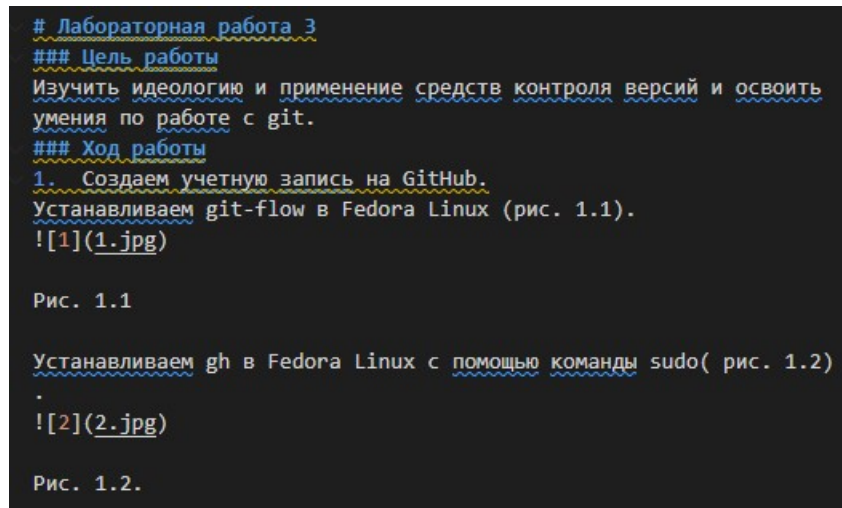 # Лабораторная работа 3
### Цель работы
Изучить идеологию и применение средств контроля версий и освоить
умения по работе с git.
### Ход работы
1.  Создаем учетную запись на GitHub.
Устанавливаем git-flow в Fedora Linux (рис. 1.1).
![1](1.jpg)
Рис. 1.1
Устанавливаем gh в Fedora Linux с помощью команды sudo( рис. 1.2)
.
![2](2.jpg)
Рис. 1.2.